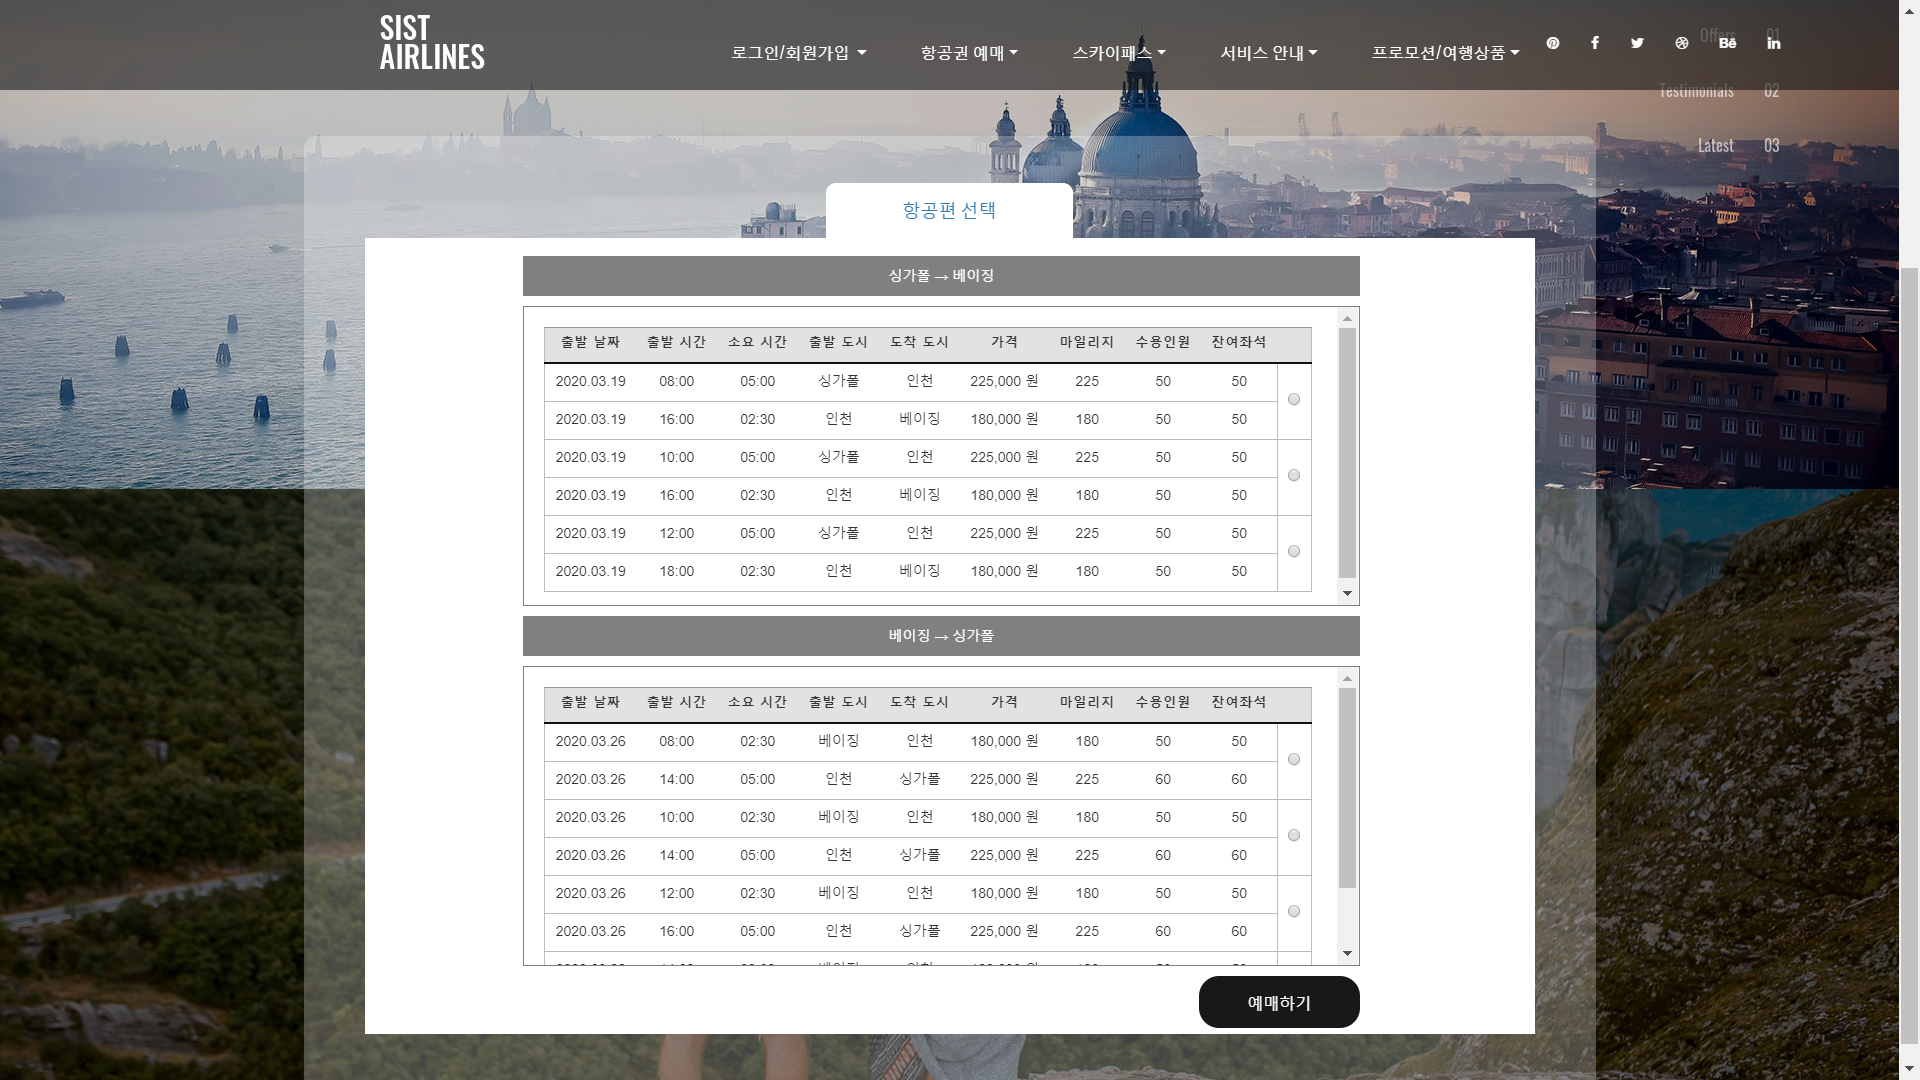 SIST
AIRLINES
로그인/회원가입
항공권 예매
스카이패스
서비스 안내
프로모션/여행상품
Offers 01
Testimonials 02
Latest 03
항공편 선택
싱가폴 → 베이징
출발 날짜 출발 시간 소요 시간 출발 도시 도착 도시 가격 마일리지 수용인원 잔여좌석
2020.03.19 08:00 05:00 싱가폴 인천 225,000 원 225 50 50
2020.03.19 16:00 02:30 인천 베이징 180,000 원 180 50 50
2020.03.19 10:00 05:00 싱가폴 인천 225,000 원 225 50 50
2020.03.19 16:00 02:30 인천 베이징 180,000 원 180 50 50
2020.03.19 12:00 05:00 싱가폴 인천 225,000 원 225 50 50
2020.03.19 18:00 02:30 인천 베이징 180,000 원 180 50 50
베이징 → 싱가폴
출발 날짜 출발 시간 소요 시간 출발 도시 도착 도시 가격 마일리지 수용인원 잔여좌석
2020.03.26 08:00 02:30 베이징 인천 180,000 원 180 50 50
2020.03.26 14:00 05:00 인천 싱가폴 225,000 원 225 60 60
2020.03.26 10:00 02:30 베이징 인천 180,000 원 180 50 50
2020.03.26 14:00 05:00 인천 싱가폴 225,000 원 225 60 60
2020.03.26 12:00 02:30 베이징 인천 180,000 원 180 50 50
2020.03.26 16:00 05:00 인천 싱가폴 225,000 원 225 60 60
예매하기